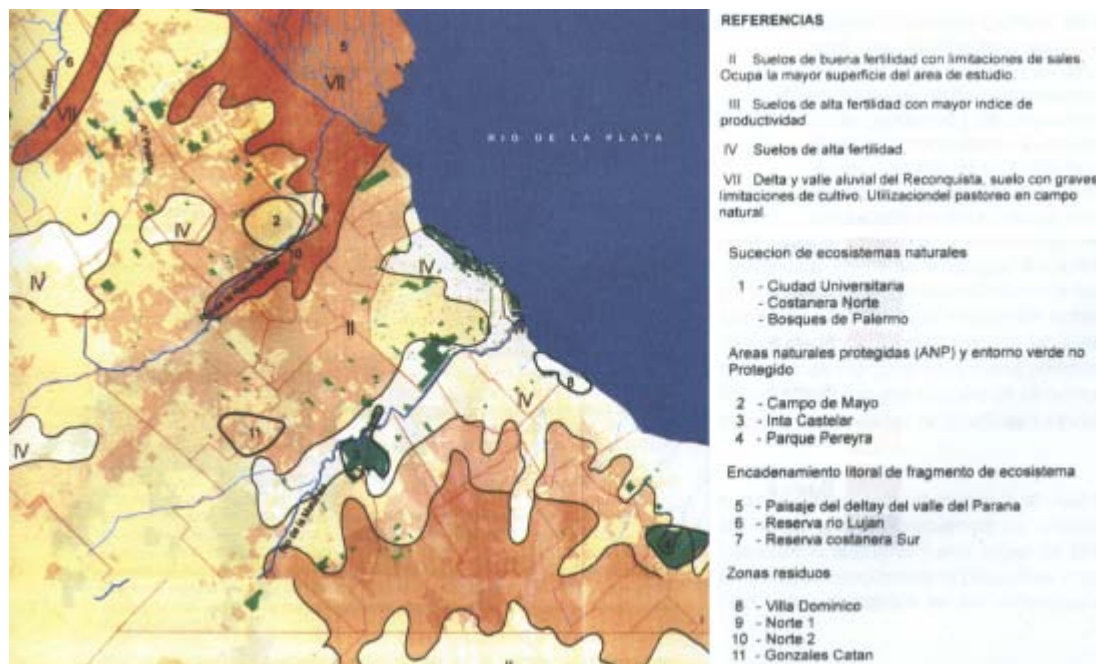 REFERENCIAS
II Suelos de buena fertilidad con limitaciones de sales.
Ocupa la mayor superficie del area de estudio.
III Suelos de alta fertilidad con mayor indice de
productividad
IV Suelos de alta fertilidad.
VII Delta y valle aluvial del Reconquista, suelo con graves
limitaciones de cultivo. Utilizaciondel pastoreo en campo
natural.
Sucecion de ecosistemas naturales
1 - Ciudad Universitaria
- Costanera Norte
- Bosques de Palermo
Areas naturales protegidas (ANP) y entorno verde no
Protegido
2 - Campo de Mayo
3 - Inta Castelar
4 - Parque Pereyra
Encadenamiento litoral de fragmento de ecosistema
5 - Paisaje del deltay del valle del Parana
6 - Reserva rio Lujan
7 - Reserva costanera Sur
Zonas residuos
8 - Villa Dominico
9 - Norte 1
10 - Norte 2
11 - Gonzales Catan
5
6
VII
VII
RIO DE LA PLATA
2
IV
10
IV
IV
II
8
IV
11
IV